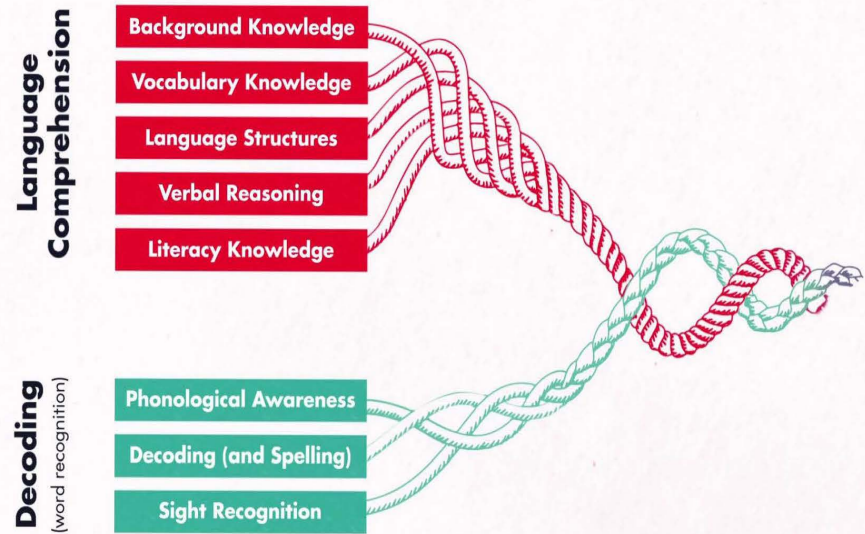 Language
Comprehension
Background Knowledge
Vocabulary Knowledge
Language Structures
Verbal Reasoning
Literacy Knowledge
Decoding
(word recognition)
Phonological Awareness
Decoding (and Spelling)
Sight Recognition